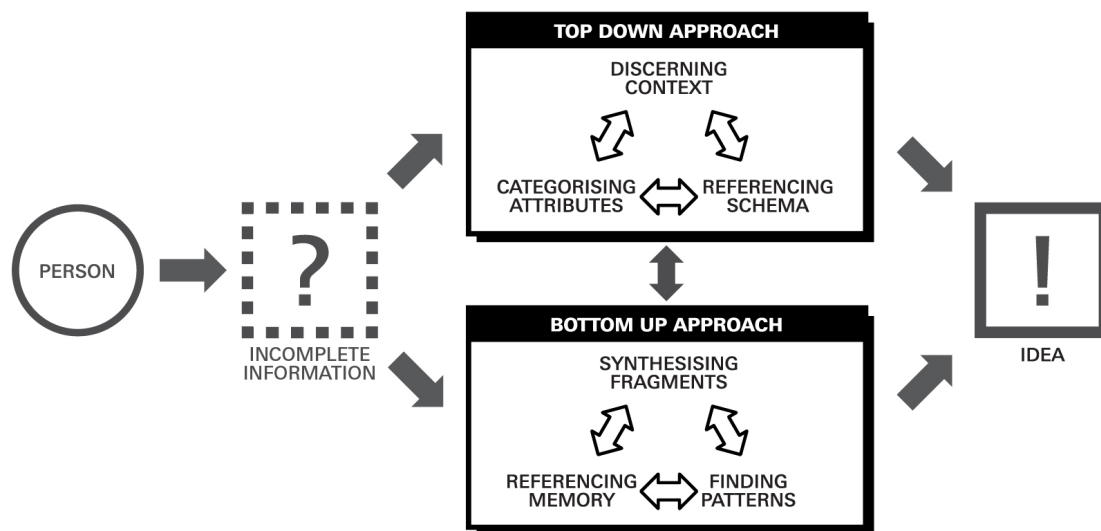 TOP DOWN APPROACH
DISCERNING
CONTEXT
CATEGORISING
ATTRIBUTES
REFERENCING
SCHEMA
PERSON
?
INCOMPLETE
INFORMATION
!
IDEA
BOTTOM UP APPROACH
SYNTHESISING
FRAGMENTS
REFERENCING
MEMORY
FINDING
PATTERNS